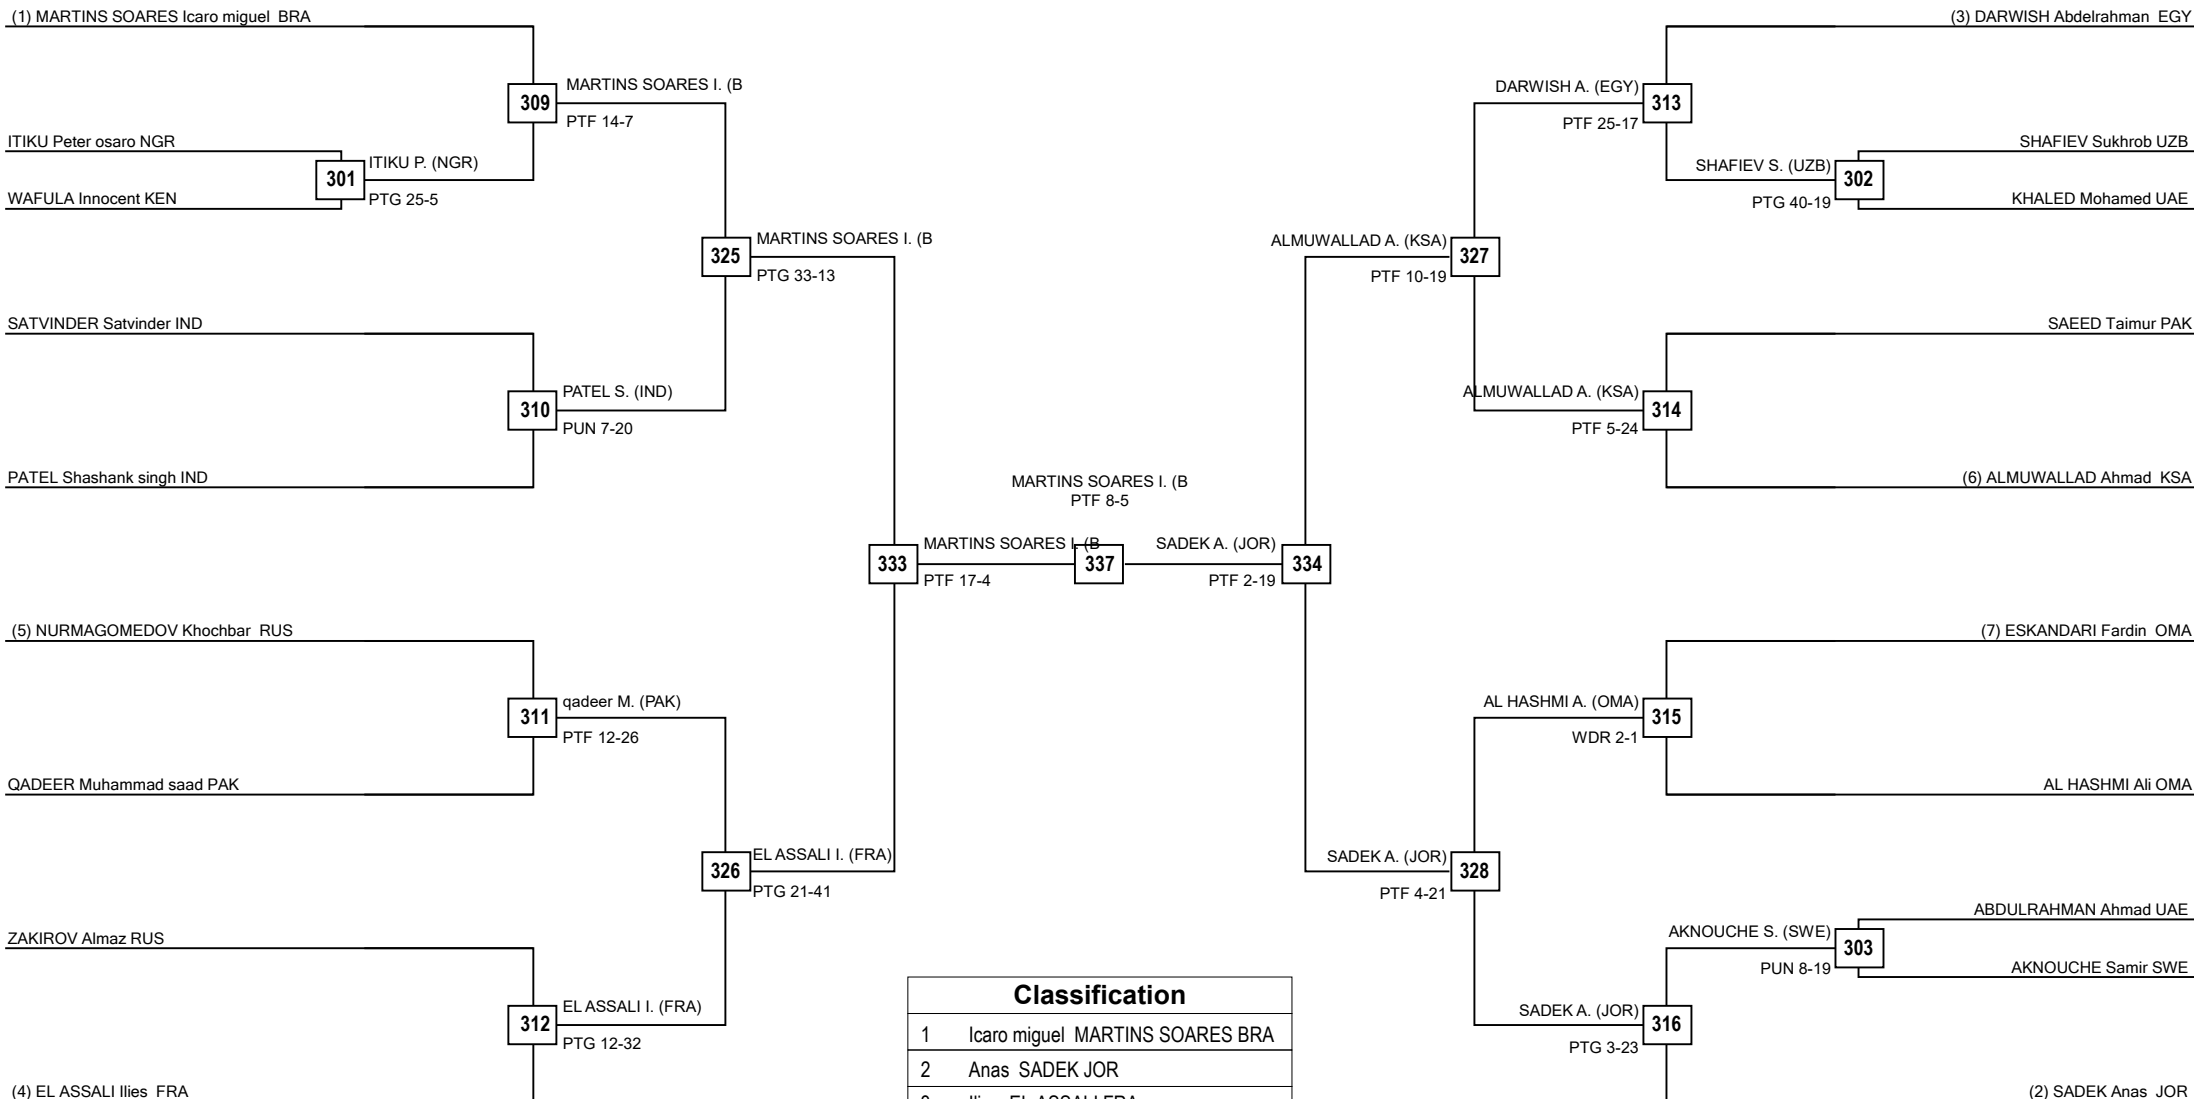 (1) MARTINS SOARES Icaro miguel BRA
(3) DARWISH Abdelrahman EGY
MARTINS SOARES I. (B
309
PTF 14-7
DARWISH A. (EGY)
313
PTF 25-17
ITIKU Peter osaro NGR
301
ITIKU P. (NGR)
WAFULA Innocent KEN
PTG 25-5
SHAFIEV Sukhrob UZB
SHAFIEV S. (UZB)
302
PTG 40-19
KHALED Mohamed UAE
MARTINS SOARES I. (B
325
PTG 33-13
ALMUWALLAD A. (KSA)
327
PTF 10-19
SATVINDER Satvinder IND
SAEED Taimur PAK
PATEL S. (IND)
310
PUN 7-20
ALMUWALLAD A. (KSA)
314
PTF 5-24
PATEL Shashank singh IND
(6) ALMUWALLAD Ahmad KSA
MARTINS SOARES I. (B
PTF 8-5
333
MARTINS SOARES I. (B
PTF 17-4
337
SADEK A. (JOR)
334
PTF 2-19
(5) NURMAGOMEDOV Khochbar RUS
(7) ESKANDARI Fardin OMA
qadeer M. (PAK)
311
PTF 12-26
AL HASHMI A. (OMA)
315
WDR 2-1
QADEER Muhammad saad PAK
AL HASHMI Ali OMA
EL ASSALI I. (FRA)
326
PTG 21-41
SADEK A. (JOR)
328
PTF 4-21
ZAKIROV Almaz RUS
ABDULRAHMAN Ahmad UAE
AKNOUCHE S. (SWE)
303
PUN 8-19
AKNOUCHE Samir SWE
EL ASSALI I. (FRA)
312
PTG 12-32
SADEK A. (JOR)
316
PTG 3-23
(4) EL ASSALI Ilies FRA
(2) SADEK Anas JOR
Classification
1 Icaro miguel MARTINS SOARES BRA
2 Anas SADEK JOR